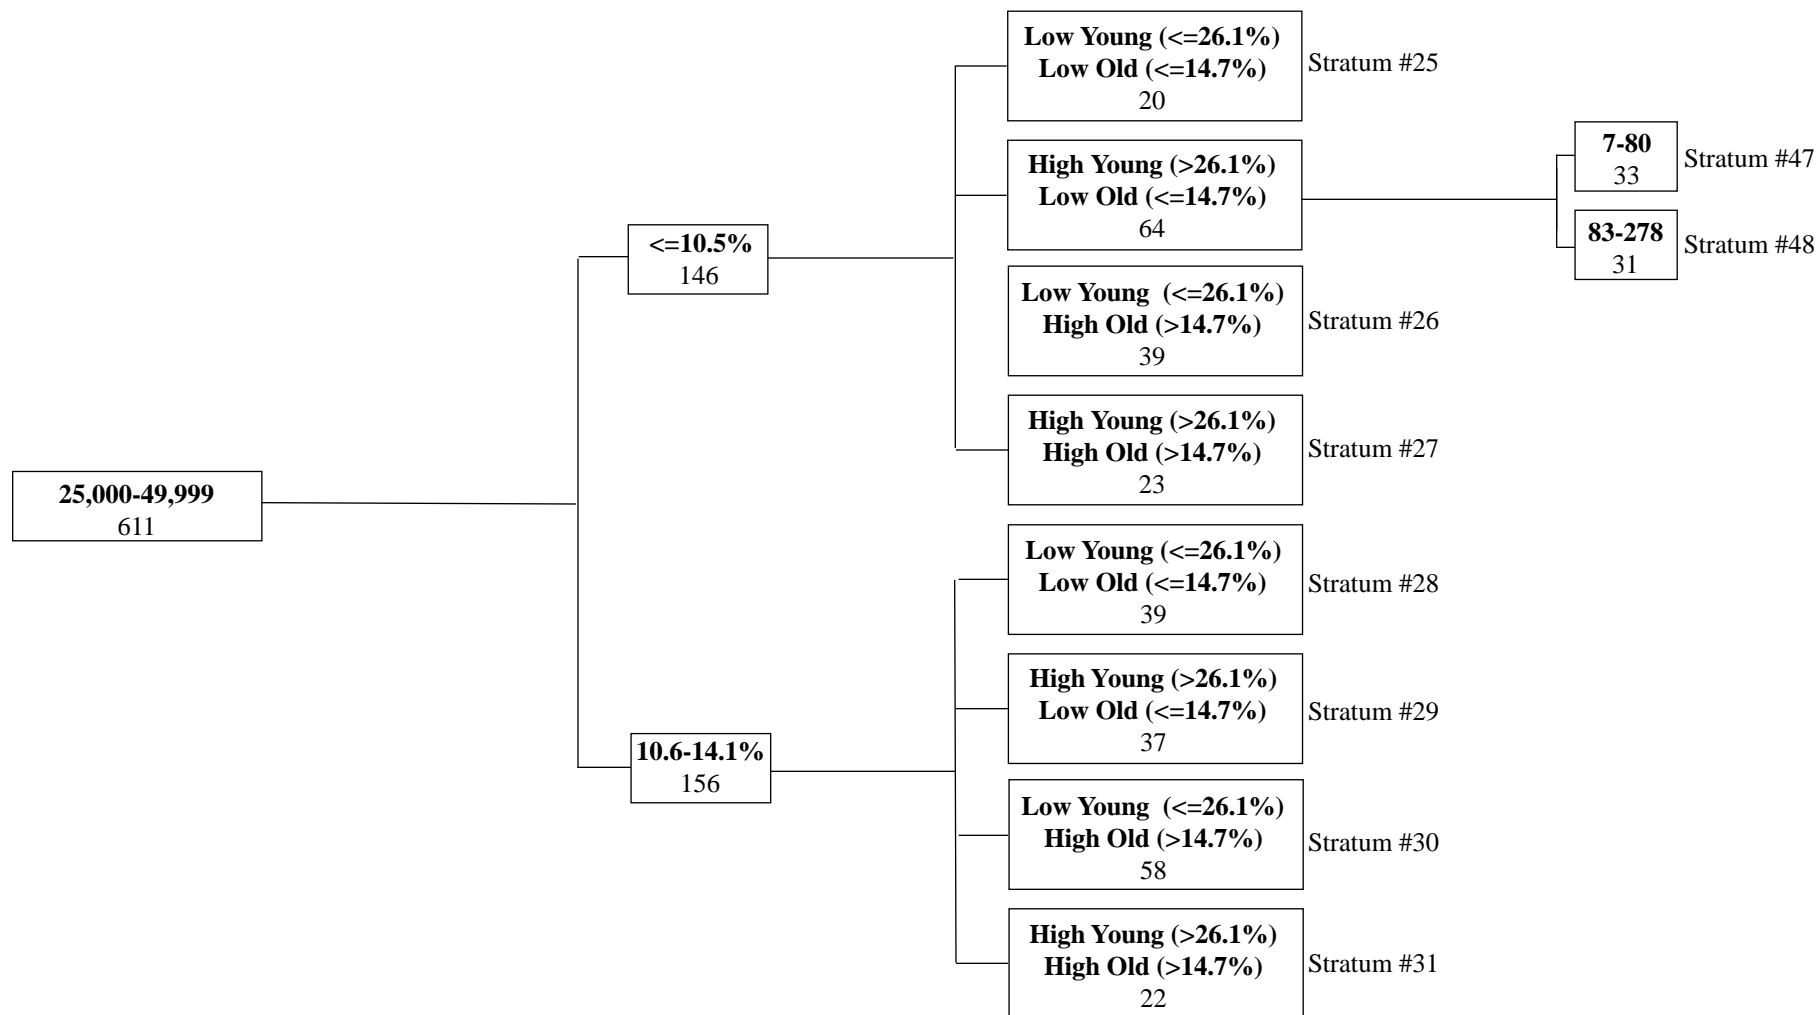 25,000-49,999
611
<=10.5%
146
Low Young (<=26.1%)
Low Old (<=14.7%)
20
Stratum #25
High Young (>26.1%)
Low Old (<=14.7%)
64
7-80
33
Stratum #47
83-278
31
Stratum #48
Low Young  (<=26.1%)
High Old (>14.7%)
39
Stratum #26
High Young (>26.1%)
High Old (>14.7%)
23
Stratum #27
10.6-14.1%
156
Low Young (<=26.1%)
Low Old (<=14.7%)
39
Stratum #28
High Young (>26.1%)
Low Old (<=14.7%)
37
Stratum #29
Low Young  (<=26.1%)
High Old (>14.7%)
58
Stratum #30
High Young (>26.1%)
High Old (>14.7%)
22
Stratum #31